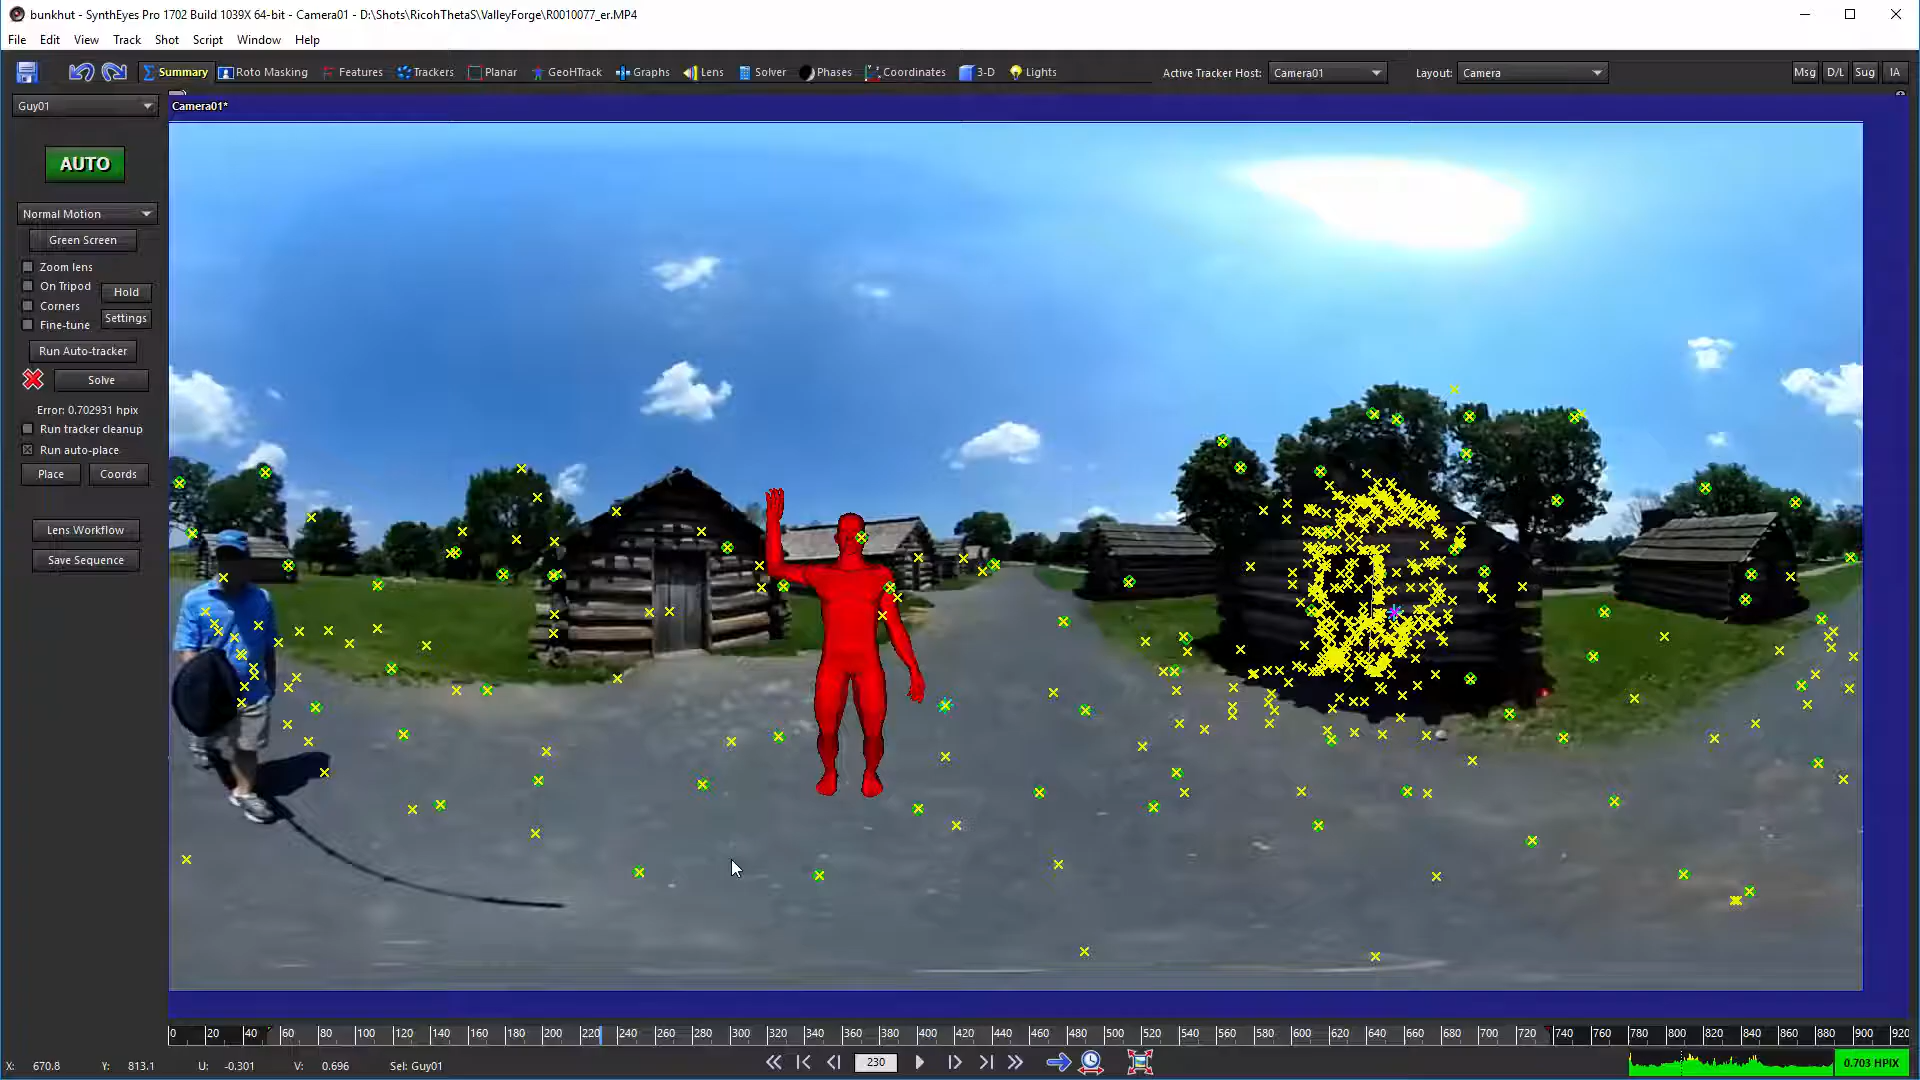 bunkhut - SynthEyes Pro 1702 Build 1039X 64-bit - Camera01 - D:\Shots\RicohThetaS\ValleyForge\R0010077_er.MP4
File Edit View Track Shot Script Window Help
Summary Roto Masking Features Trackers Planar GeoHTrack Graphs Lens Solver Phases Coordinates 3-D Lights Active Tracker Host: Camera01 Layout: Camera Msg D/L Sug IA
Guy01
Camera01*
AUTO
Normal Motion
Green Screen
Zoom lens
On Tripod
Hold
Corners
Settings
Fine-tune
Run Auto-tracker
Solve
Error: 0.702931 hpix
Run tracker cleanup
Run auto-place
Place Coords
Lens Workflow
Save Sequence
0 20 40 60 80 100 120 140 160 180 200 220 240 260 280 300 320 340 360 380 400 420 440 460 480 500 520 540 560 580 600 620 640 660 680 700 720 740 760 780 800 820 840 860 880 900 920
X: 670.8 Y: 813.1 U: -0.301 V: 0.696 Sel: Guy01 230 0.703 HPIX